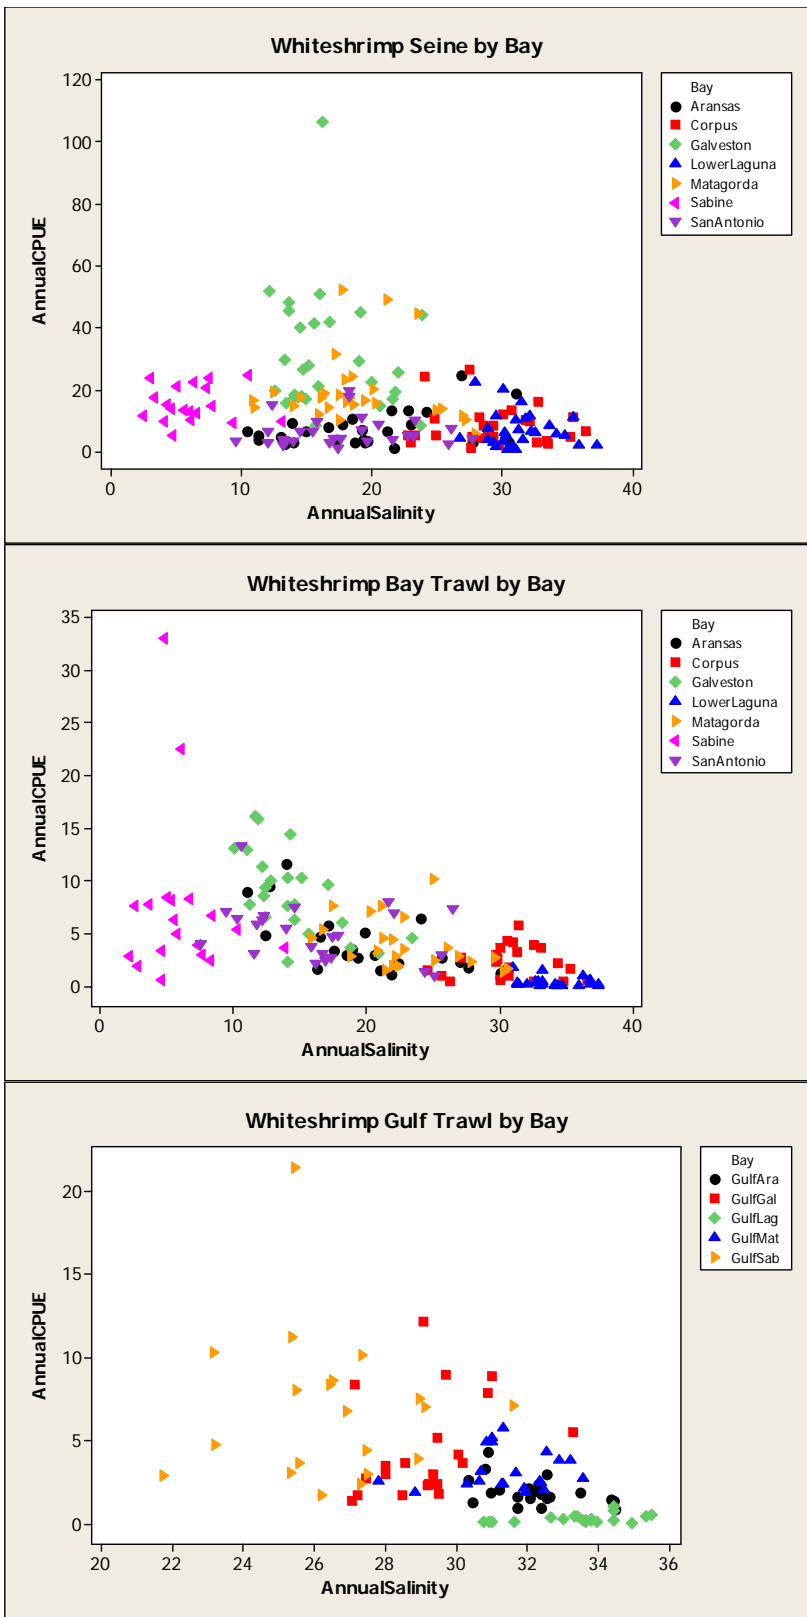 Whiteshrimp Seine by Bay
120
100
80
60
40
20
0
AnnualCPUE
0 10 20 30 40
AnnualSalinity
Bay
Aransas
Corpus
Galveston
LowerLaguna
Matagorda
Sabine
SanAntonio
Whiteshrimp Bay Trawl by Bay
35
30
25
20
15
10
5
0
AnnualCPUE
0 10 20 30 40
AnnualSalinity
Bay
Aransas
Corpus
Galveston
LowerLaguna
Matagorda
Sabine
SanAntonio
Whiteshrimp Gulf Trawl by Bay
20
15
10
5
0
AnnualCPUE
20 22 24 26 28 30 32 34 36
AnnualSalinity
Bay
GulfAra
GulfGal
GulfLag
GulfMat
GulfSab